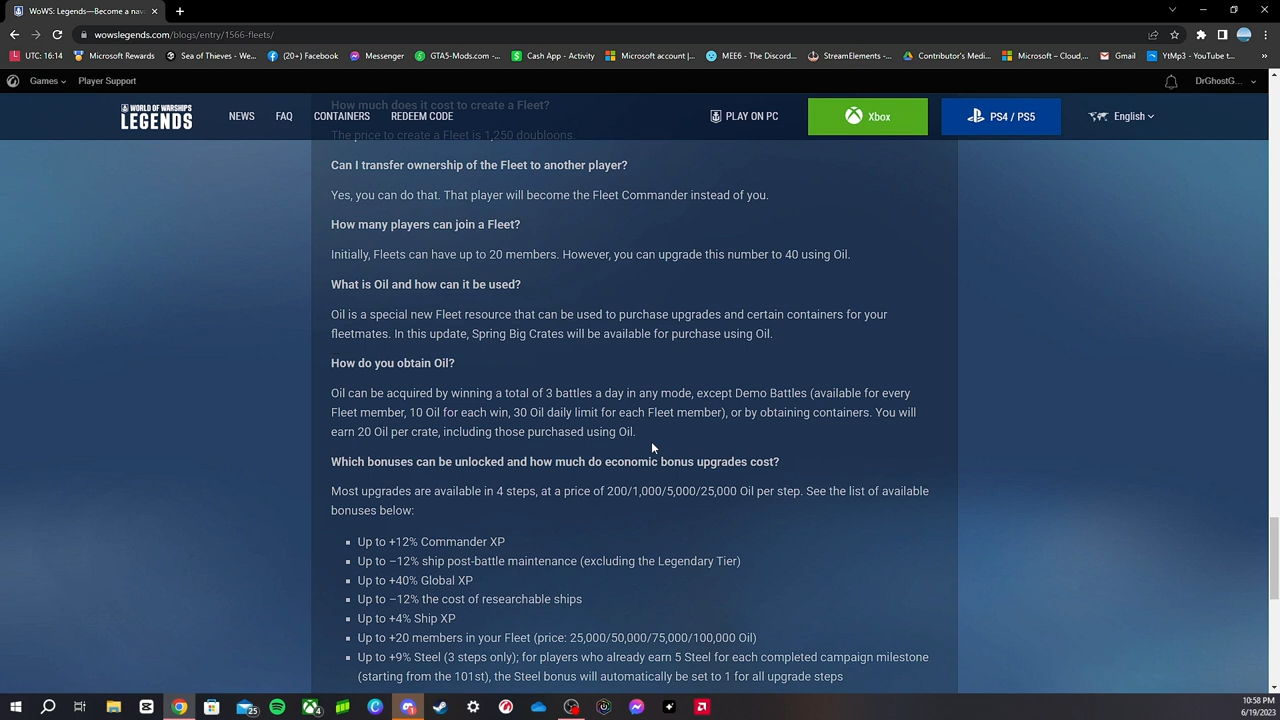 WoWS: Legends—Become a nav
wowslegends.com/blogs/entry/1566-fleets/
UTC: 16:14 Microsoft Rewards Sea of Thieves - We... (20+) Facebook Messenger GTA5-Mods.com -... Cash App - Activity Microsoft account |... MEE6 - The Discord... StreamElements -... Contributor's Medi... Microsoft – Cloud,... Gmail YtMp3 - YouTube t... »
Games Player Support DrGhostG...
How much does it cost to create a Fleet?
WORLD OF WARSHIPS
LEGENDS NEWS FAQ CONTAINERS REDEEM CODE PLAY ON PC Xbox PS4 / PS5 English
The price to create a Fleet is 1,250 doubloons.
Can I transfer ownership of the Fleet to another player?
Yes, you can do that. That player will become the Fleet Commander instead of you.
How many players can join a Fleet?
Initially, Fleets can have up to 20 members. However, you can upgrade this number to 40 using Oil.
What is Oil and how can it be used?
Oil is a special new Fleet resource that can be used to purchase upgrades and certain containers for your
fleetmates. In this update, Spring Big Crates will be available for purchase using Oil.
How do you obtain Oil?
Oil can be acquired by winning a total of 3 battles a day in any mode, except Demo Battles (available for every
Fleet member, 10 Oil for each win, 30 Oil daily limit for each Fleet member), or by obtaining containers. You will
earn 20 Oil per crate, including those purchased using Oil.
Which bonuses can be unlocked and how much do economic bonus upgrades cost?
Most upgrades are available in 4 steps, at a price of 200/1,000/5,000/25,000 Oil per step. See the list of available
bonuses below:
Up to +12% Commander XP
Up to –12% ship post-battle maintenance (excluding the Legendary Tier)
Up to +40% Global XP
Up to –12% the cost of researchable ships
Up to +4% Ship XP
Up to +20 members in your Fleet (price: 25,000/50,000/75,000/100,000 Oil)
Up to +9% Steel (3 steps only); for players who already earn 5 Steel for each completed campaign milestone
(starting from the 101st), the Steel bonus will automatically be set to 1 for all upgrade steps
25 4 1 10:58 PM
6/19/2023